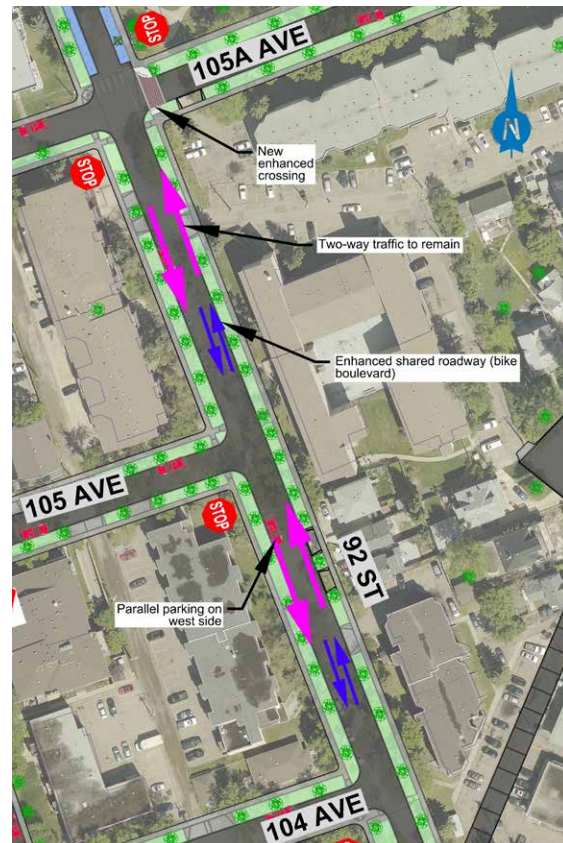 STOP
105A AVE
N
New
enhanced
crossing
STOP
Two-way traffic to remain
Enhanced shared roadway (bike
boulevard)
105 AVE
STOP
92 ST
Parallel parking on
west side
104 AVE